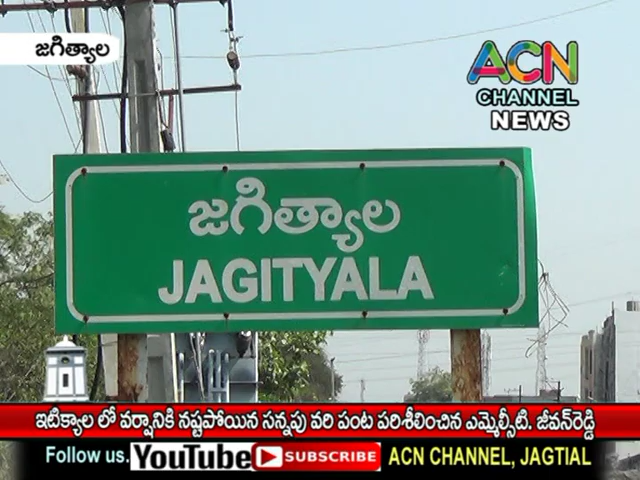 జగిత్యాల
ACN
CHANNEL
NEWS
జగిత్యాల
JAGITYALA
ఇటిక్యాల లో వర్షానికి నష్టపోయిన సన్నపు వరి పంట పరిశీలించిన ఎమ్మెల్సీటి. జీవన్‌రెడ్డి
Follow us. YouTube SUBSCRIBE ACN CHANNEL, JAGTIAL